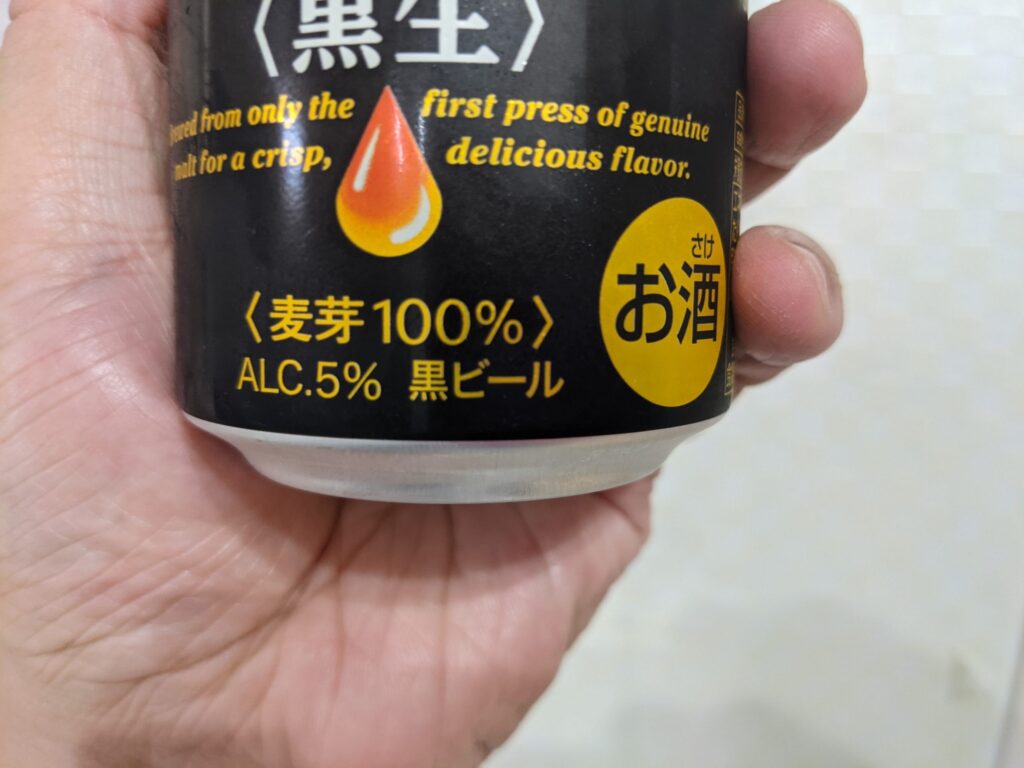 〈黒生〉
from only the first press of genuine
malt for a crisp, delicious flavor.
さけ
お酒
〈麦芽100%〉
ALC.5% 黒ビール